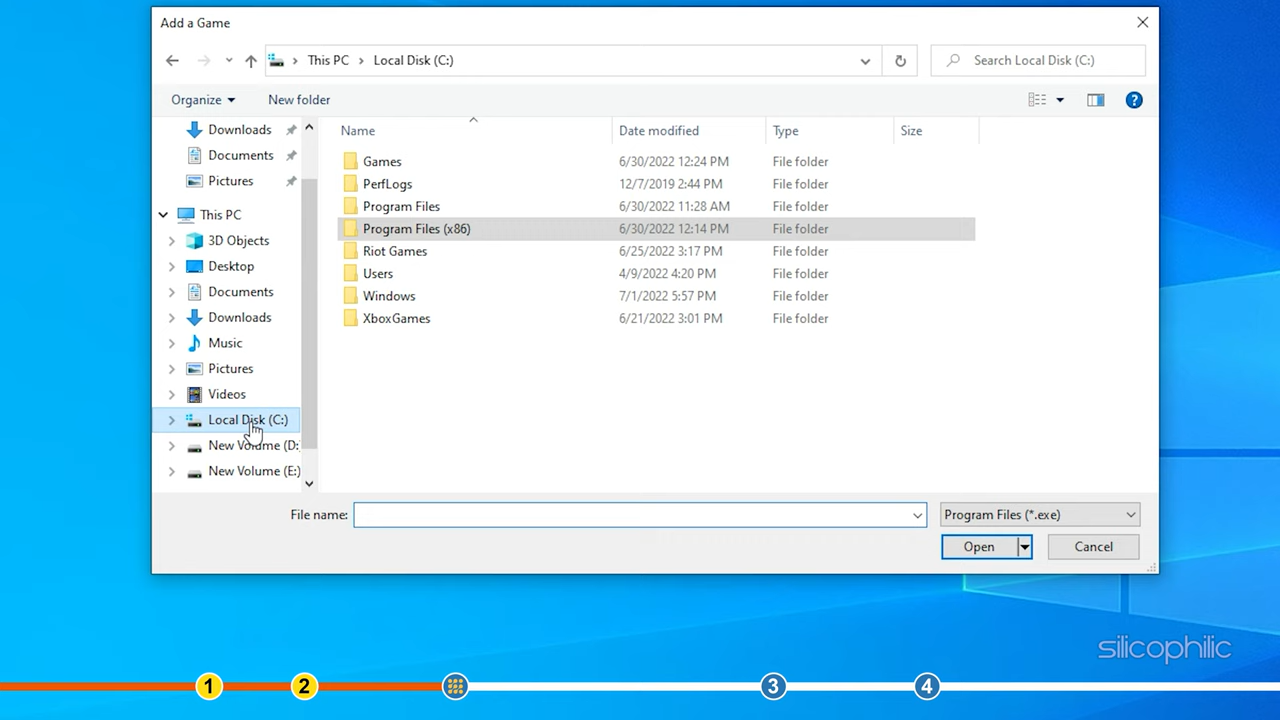 Add a Game
This PC > Local Disk (C:)
Search Local Disk (C:)
Organize
New folder
Name
Date modified
Type
Size
Downloads
Documents
Pictures
This PC
3D Objects
Desktop
Documents
Downloads
Music
Pictures
Videos
Local Disk (C:)
New Volume (D:
New Volume (E:)
Games 6/30/2022 12:24 PM File folder
PerfLogs 12/7/2019 2:44 PM File folder
Program Files 6/30/2022 11:28 AM File folder
Program Files (x86) 6/30/2022 12:14 PM File folder
Riot Games 6/25/2022 3:17 PM File folder
Users 4/9/2022 4:20 PM File folder
Windows 7/1/2022 5:57 PM File folder
XboxGames 6/21/2022 3:01 PM File folder
File name:
Program Files (*.exe)
Open
Cancel
silicophilic
1 2 3 4